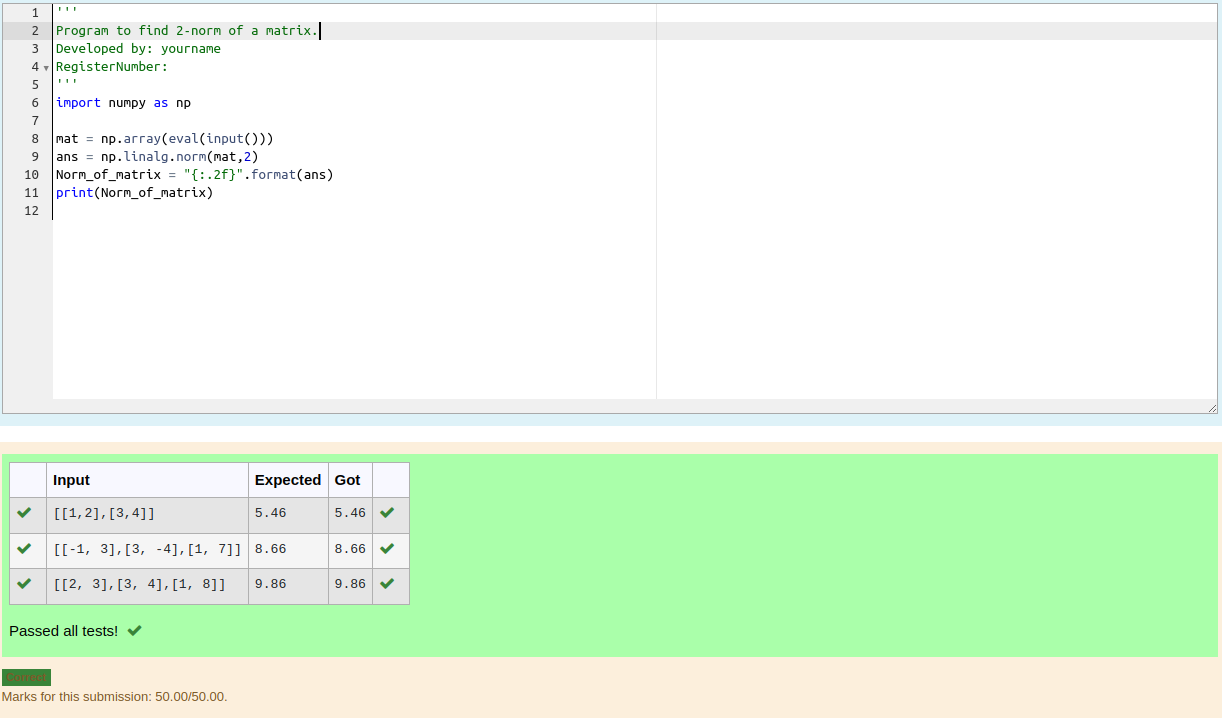 1 '''
2 Program to find 2-norm of a matrix.
3 Developed by: yourname
4 RegisterNumber:
5 '''
6 import numpy as np
7
8 mat = np.array(eval(input()))
9 ans = np.linalg.norm(mat,2)
10 Norm_of_matrix = "{:.2f}".format(ans)
11 print(Norm_of_matrix)
12
Input Expected Got
[[1,2],[3,4]] 5.46 5.46
[[-1, 3],[3, -4],[1, 7]] 8.66 8.66
[[2, 3],[3, 4],[1, 8]] 9.86 9.86
Passed all tests!
Correct
Marks for this submission: 50.00/50.00.